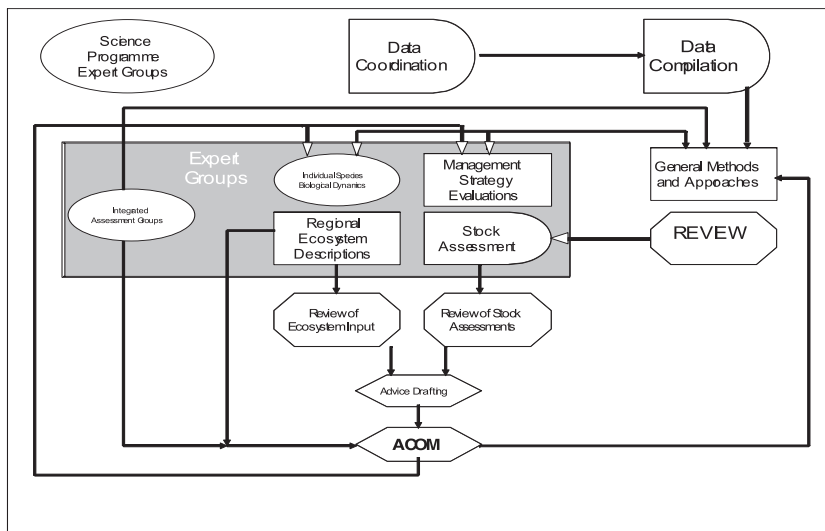 Science
Programme
Expert Groups
Data
Coordination
Data
Compilation
Expert
Groups
Individual Species
Biological Dynamics
Management
Strategy
Evaluations
General Methods
and Approaches
Integrated
Assessment Groups
Regional
Ecosystem
Descriptions
Stock
Assessment
REVIEW
Review of
Ecosystem Input
Review of Stock
Assessments
Advice Drafting
ACOM